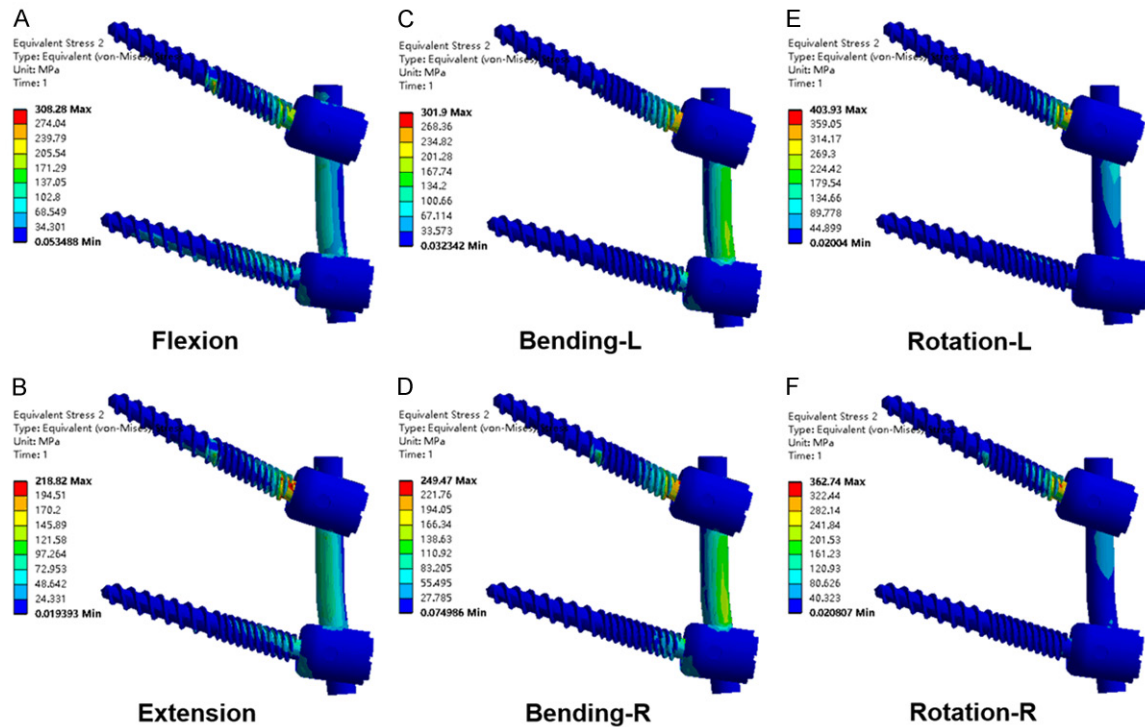 A
Equivalent Stress 2
Type: Equivalent (von-Mises)
Unit: MPa
Time: 1
308.28 Max
274.04
239.79
205.54
171.29
137.05
102.8
68.549
34.301
0.053488 Min
Flexion
C
Equivalent Stress 2
Type: Equivalent (von-Mises)
Unit: MPa
Time: 1
301.9 Max
268.36
234.82
201.28
167.74
134.2
100.66
67.114
33.573
0.032342 Min
Bending-L
E
Equivalent Stress 2
Type: Equivalent (von-Mises)
Unit: MPa
Time: 1
403.93 Max
359.05
314.17
269.3
224.42
179.54
134.66
89.778
44.899
0.02004 Min
Rotation-L
B
Equivalent Stress 2
Type: Equivalent (von-Mises)
Unit: MPa
Time: 1
218.82 Max
194.51
170.2
145.89
121.58
97.264
72.953
48.642
24.331
0.019393 Min
Extension
D
Equivalent Stress 2
Type: Equivalent (von-Mises)
Unit: MPa
Time: 1
249.47 Max
221.76
194.05
166.34
138.63
110.92
83.205
55.495
27.785
0.074986 Min
Bending-R
F
Equivalent Stress 2
Type: Equivalent (von-Mises)
Unit: MPa
Time: 1
362.74 Max
322.44
282.14
241.84
201.53
161.23
120.93
80.626
40.323
0.020807 Min
Rotation-R